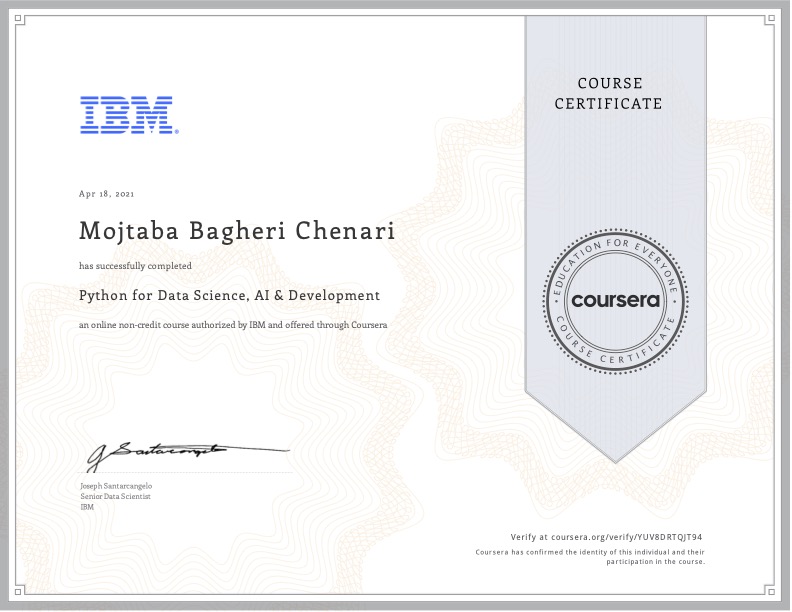 IBM®
COURSE
CERTIFICATE
Apr 18, 2021
Mojtaba Bagheri Chenari
has successfully completed
Python for Data Science, AI & Development
an online non-credit course authorized by IBM and offered through Coursera
EDUCATION FOR EVERYONE
coursera
COURSE CERTIFICATE
Joseph Santarcangelo
Senior Data Scientist
IBM
Verify at coursera.org/verify/YUV8DRTQJT94
Coursera has confirmed the identity of this individual and their
participation in the course.